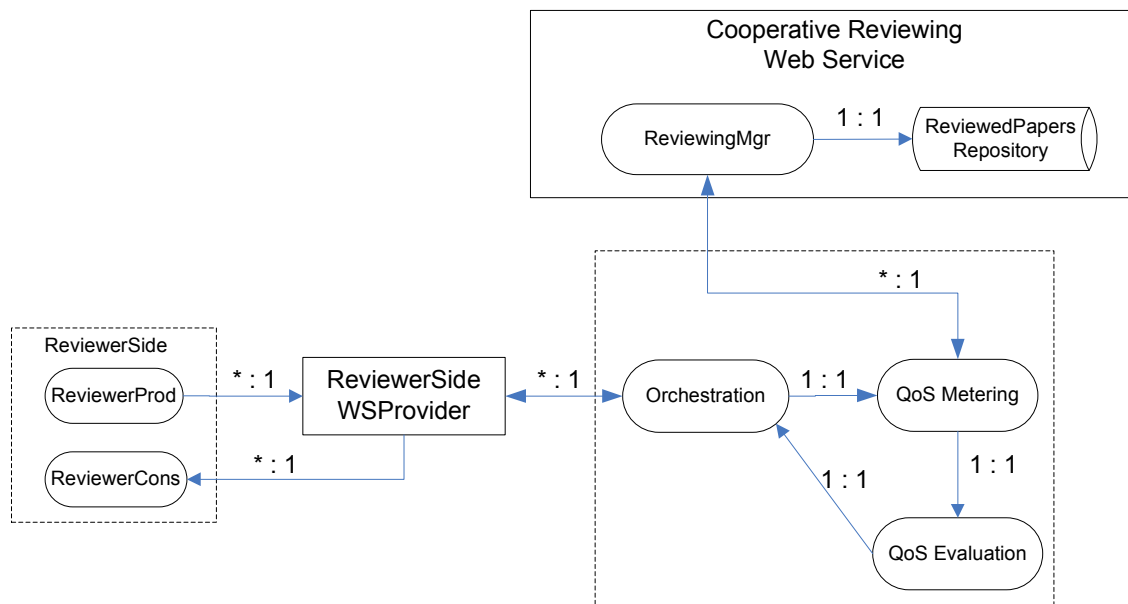 Cooperative Reviewing
Web Service
ReviewingMgr
1 : 1
ReviewedPapers
Repository
* : 1
ReviewerSide
ReviewerProd
* : 1
ReviewerSide
WSProvider
* : 1
Orchestration
1 : 1
QoS Metering
ReviewerCons
* : 1
1 : 1
1 : 1
QoS Evaluation